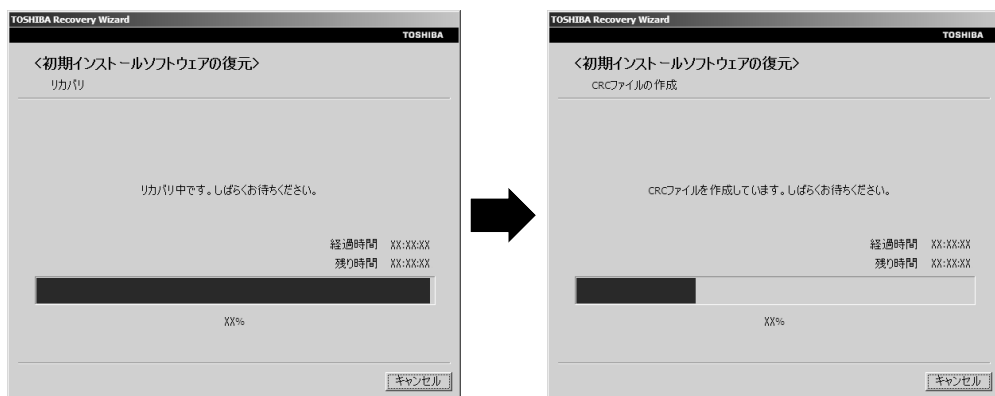 TOSHIBA Recovery Wizard
TOSHIBA
<初期インストールソフトウェアの復元>
リカバリ
リカバリ中です。しばらくお待ちください。
経過時間 XX:XX:XX
残り時間 XX:XX:XX
XX%
キャンセル
TOSHIBA Recovery Wizard
TOSHIBA
<初期インストールソフトウェアの復元>
CRCファイルの作成
CRCファイルを作成しています。しばらくお待ちください。
経過時間 XX:XX:XX
残り時間 XX:XX:XX
XX%
キャンセル